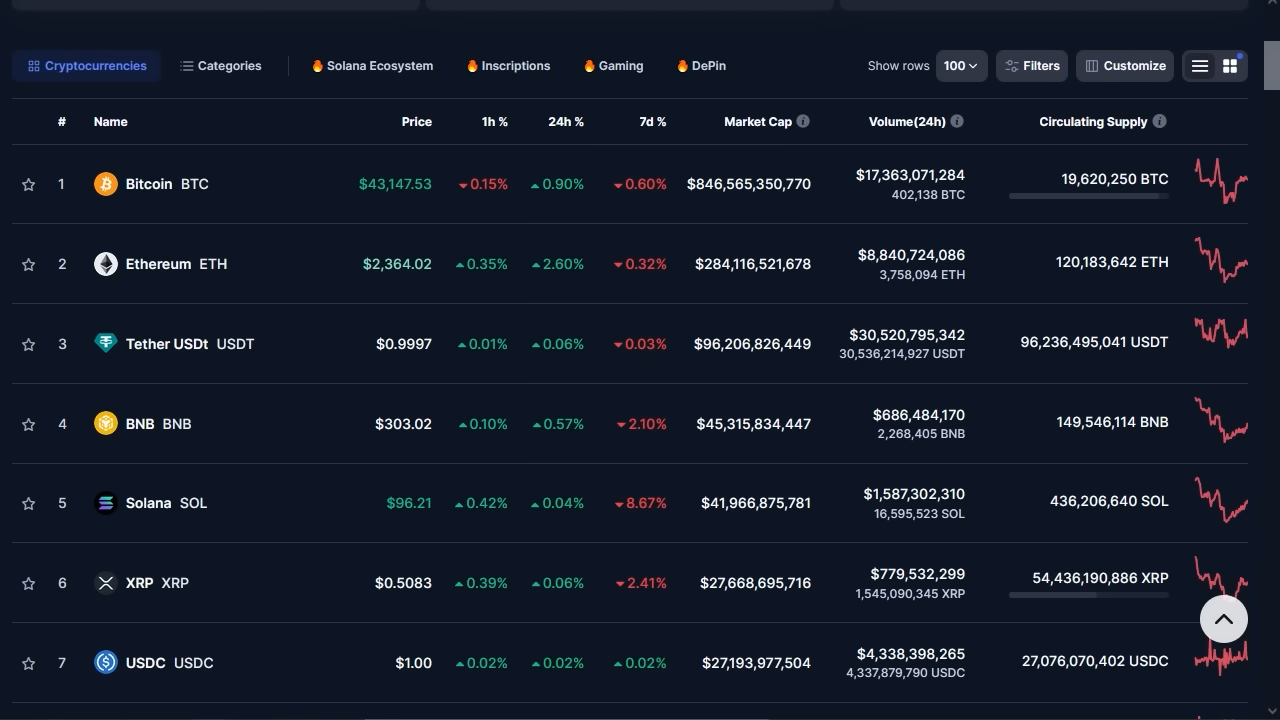 Cryptocurrencies Categories Solana Ecosystem Inscriptions Gaming DePin Show rows 100 Filters Customize
# Name Price 1h % 24h % 7d % Market Cap Volume(24h) Circulating Supply
1 Bitcoin BTC $43,147.53 0.15% 0.90% 0.60% $846,565,350,770 $17,363,071,284 19,620,250 BTC
402,138 BTC
2 Ethereum ETH $2,364.02 0.35% 2.60% 0.32% $284,116,521,678 $8,840,724,086 120,183,642 ETH
3,758,094 ETH
3 Tether USDt USDT $0.9997 0.01% 0.06% 0.03% $96,206,826,449 $30,520,795,342 96,236,495,041 USDT
30,536,214,927 USDT
4 BNB BNB $303.02 0.10% 0.57% 2.10% $45,315,834,447 $686,484,170 149,546,114 BNB
2,268,405 BNB
5 Solana SOL $96.21 0.42% 0.04% 8.67% $41,966,875,781 $1,587,302,310 436,206,640 SOL
16,595,523 SOL
6 XRP XRP $0.5083 0.39% 0.06% 2.41% $27,668,695,716 $779,532,299 54,436,190,886 XRP
1,545,090,345 XRP
7 USDC USDC $1.00 0.02% 0.02% 0.02% $27,193,977,504 $4,338,398,265 27,076,070,402 USDC
4,337,879,790 USDC